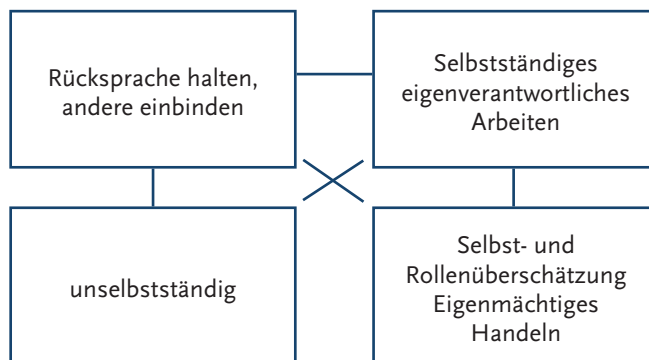 Rücksprache halten,
andere einbinden
Selbstständiges
eigenverantwortliches
Arbeiten
unselbstständig
Selbst- und
Rollenüberschätzung
Eigenmächtiges
Handeln